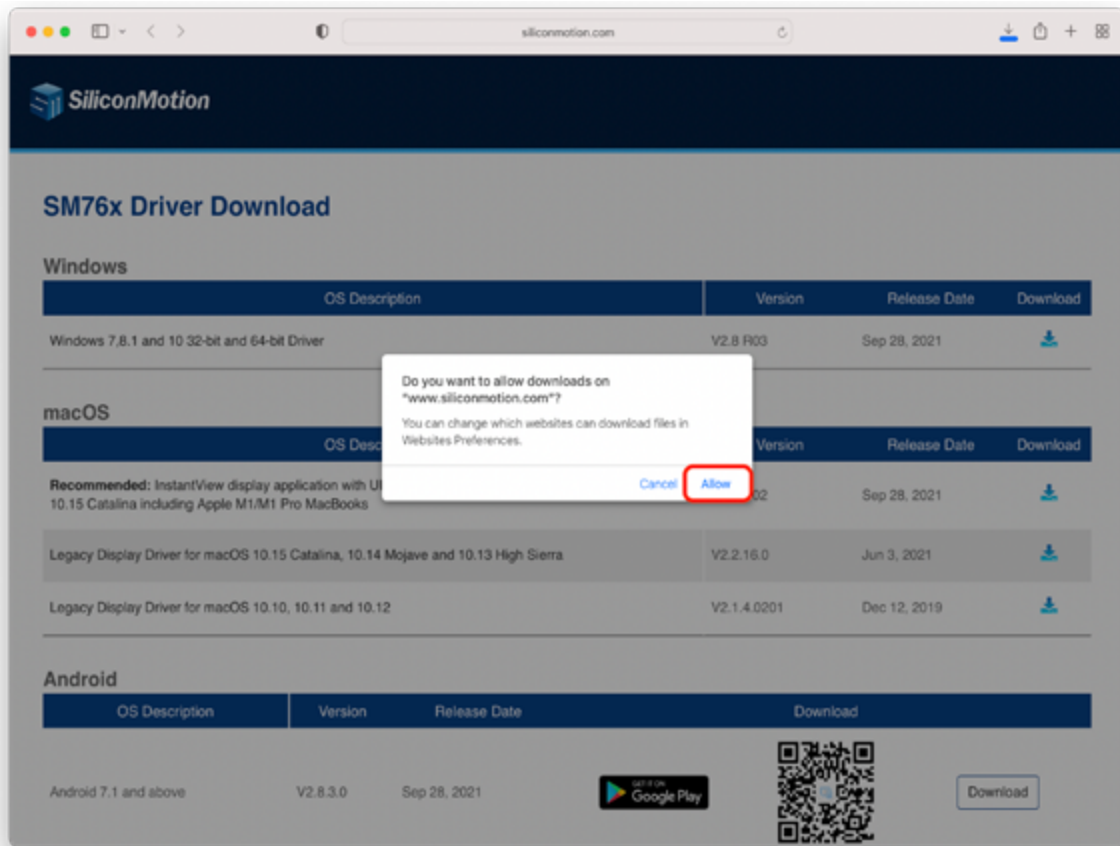 siliconmotion.com
SiliconMotion
SM76x Driver Download
Windows
OS Description Version Release Date Download
Windows 7,8.1 and 10 32-bit and 64-bit Driver V2.8 R03 Sep 28, 2021
Do you want to allow downloads on
"www.siliconmotion.com"?
You can change which websites can download files in
Websites Preferences.
Cancel Allow
macOS
OS Desc Version Release Date Download
Recommended: InstantView display application with
10.15 Catalina including Apple M1/M1 Pro MacBooks 02 Sep 28, 2021
Legacy Display Driver for macOS 10.15 Catalina, 10.14 Mojave and 10.13 High Sierra V2.2.16.0 Jun 3, 2021
Legacy Display Driver for macOS 10.10, 10.11 and 10.12 V2.1.4.0201 Dec 12, 2019
Android
OS Description Version Release Date Download
Android 7.1 and above V2.8.3.0 Sep 28, 2021 GET IT ON Google Play Download